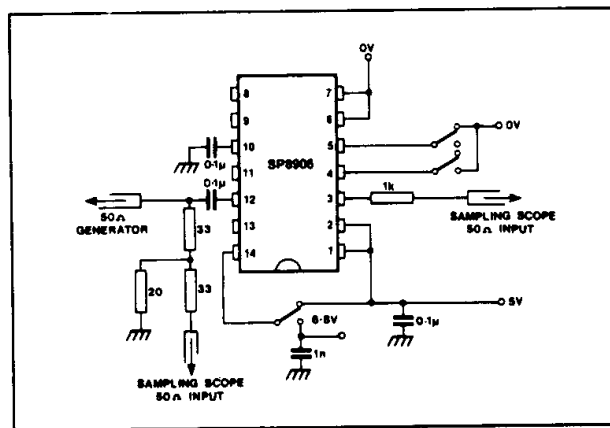 0V
8
7
9
6
0V
10
5
0·1μ
SP8906
11
4
0·1μ
1k
12
3
50Ω
GENERATOR
33
13
2
SAMPLING SCOPE
50Ω INPUT
14
1
20
33
6·8V
5V
0·1μ
1n
SAMPLING SCOPE
50Ω INPUT